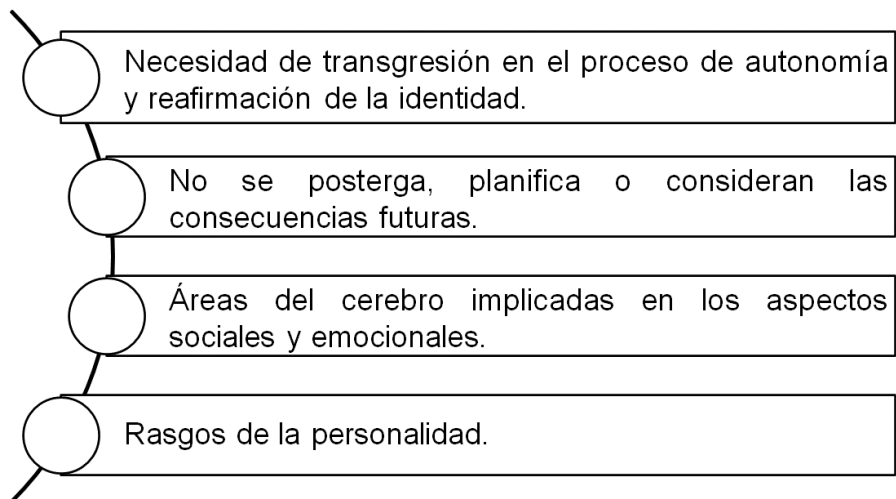 Necesidad de transgresión en el proceso de autonomía
y reafirmación de la identidad.
No se posterga, planifica o consideran las
consecuencias futuras.
Áreas del cerebro implicadas en los aspectos
sociales y emocionales.
Rasgos de la personalidad.